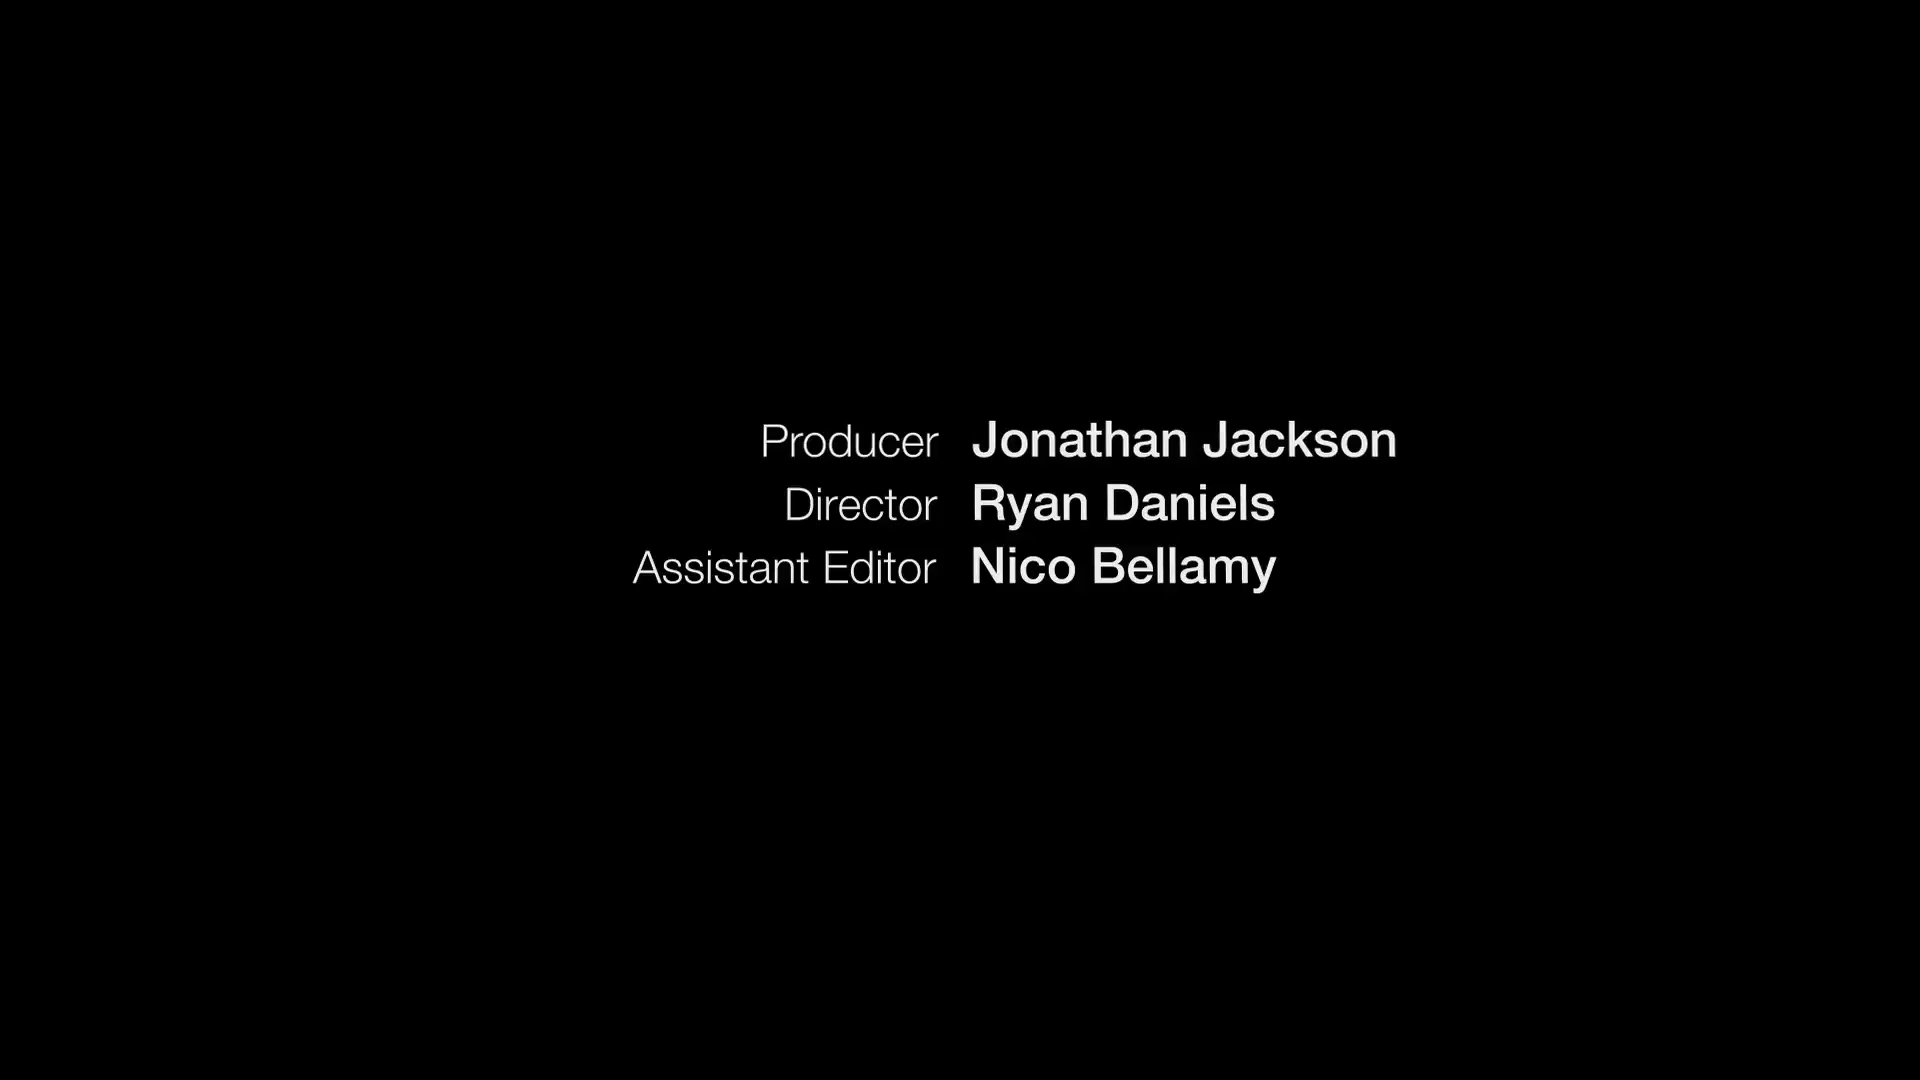 Producer Jonathan Jackson
Director Ryan Daniels
Assistant Editor Nico Bellamy